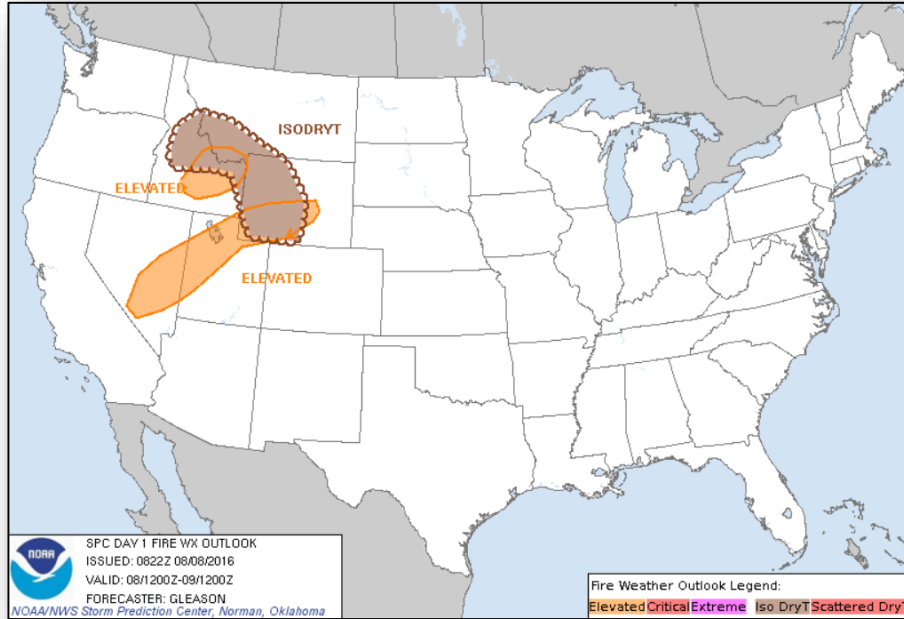 ISODRYT
ELEVATED
ELEVATED
NOAA
SPC DAY 1 FIRE WX OUTLOOK
ISSUED: 0822Z 08/08/2016
VALID: 08/1200Z-09/1200Z
FORECASTER: GLEASON
NOAA/NWS Storm Prediction Center, Norman, Oklahoma
Fire Weather Outlook Legend:
Elevated Critical Extreme Iso DryT Scattered DryT